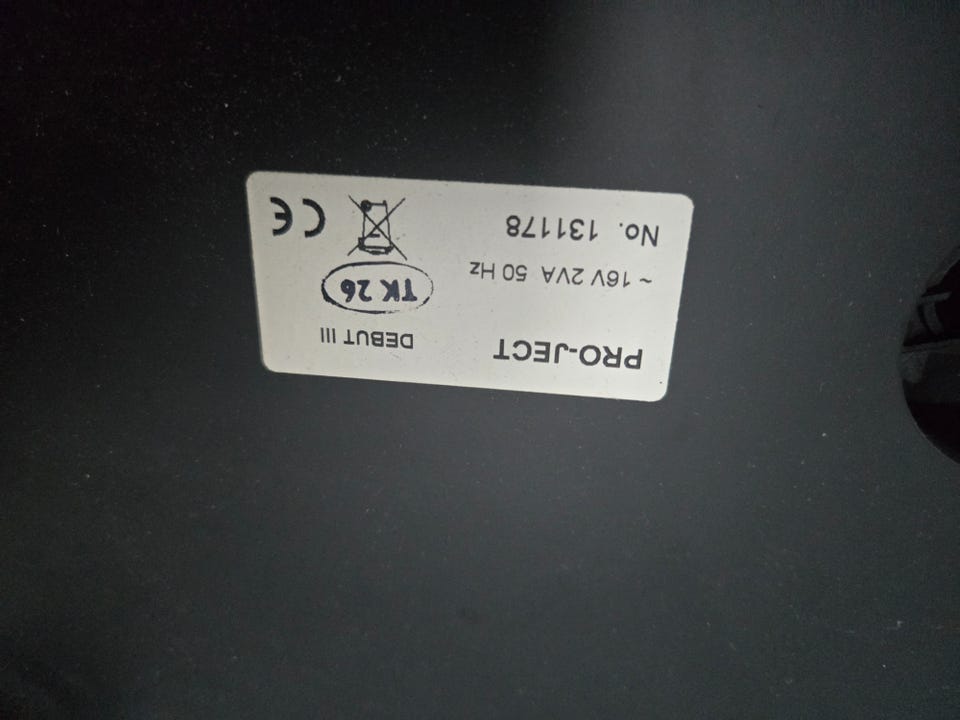 PRO-JECT DEBUT III
~ 16V 2VA 50 Hz TK 26
No. 131178 CE